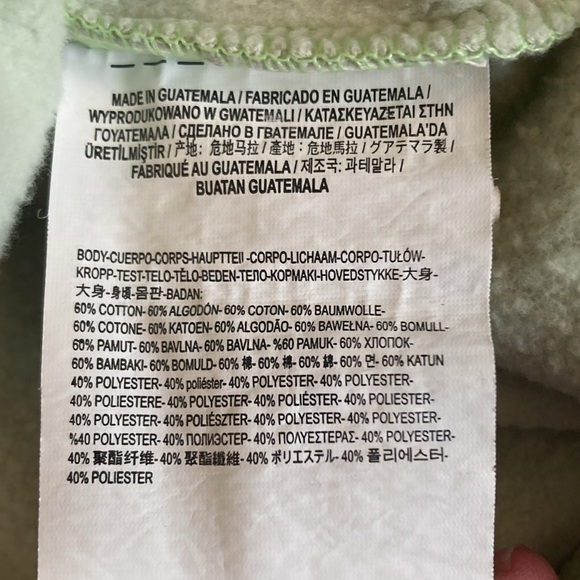 MADE IN GUATEMALA / FABRICADO EN GUATEMALA /
WYPRODUKOWANO W GWATEMALI / ΚΑΤΑΣΚΕΥΑΖΕΤΑΙ ΣΤΗΝ
ΓΟΥΑΤΕΜΑΛΑ / СДЕЛАНО В ГВАТЕМАЛЕ / GUATEMALA'DA
ÜRETİLMİŞTİR / 产地: 危地马拉 / 產地: 危地馬拉 / グアテマラ製 /
FABRIQUÉ AU GUATEMALA / 제조국: 과테말라 /
BUATAN GUATEMALA
BODY-CUERPO-CORPS-HAUPTTEIl -CORPO-LICHAAM-CORPO-TUŁÓW-
KROPP-TEST-TELO-TĚLO-BEDEN-ТЕЛО-ΚΟΡΜΑΚΙ-HOVEDSTYKKE-大身-
大身-身頃-몸판-BADAN:
60% COTTON- 60% ALGODÓN- 60% COTON- 60% BAUMWOLLE-
60% COTONE- 60% KATOEN- 60% ALGODÃO- 60% BAWEŁNA- 60% BOMULL-
60% PAMUT- 60% BAVLNA- 60% BAVLNA- %60 PAMUK- 60% ХЛОПОК-
60% ΒΑΜΒΑΚΙ- 60% BOMULD- 60% 棉- 60% 棉- 60% 綿- 60% 면- 60% KATUN
40% POLYESTER- 40% poliéster- 40% POLYESTER- 40% POLYESTER-
40% POLIESTERE- 40% POLYESTER- 40% POLIÉSTER- 40% POLIESTER-
40% POLYESTER- 40% POLIÉSZTER- 40% POLYESTER- 40% POLYESTER-
%40 POLYESTER- 40% ПОЛИЭСТЕР- 40% ΠΟΛΥΕΣΤΕΡΑΣ- 40% POLYESTER-
40% 聚酯纤维- 40% 聚酯纖維- 40% ポリエステル- 40% 폴리에스터-
40% POLIESTER